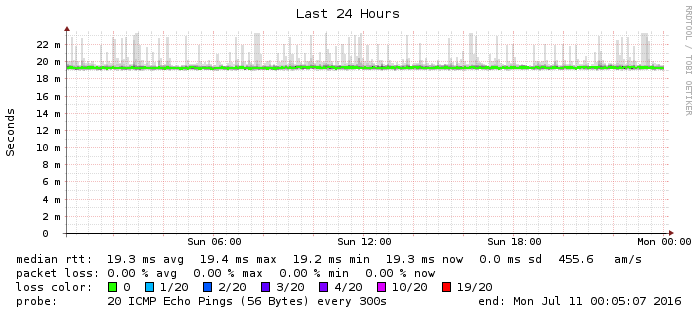 Last 24 Hours
RRDTOOL / TOBI OETIKER
Seconds
22 m
20 m
18 m
16 m
14 m
12 m
10 m
8 m
6 m
4 m
2 m
0
Sun 06:00 Sun 12:00 Sun 18:00 Mon 00:00
median rtt: 19.3 ms avg 19.4 ms max 19.2 ms min 19.3 ms now 0.0 ms sd 455.6 am/s
packet loss: 0.00 % avg 0.00 % max 0.00 % min 0.00 % now
loss color: 0 1/20 2/20 3/20 4/20 10/20 19/20
probe: 20 ICMP Echo Pings (56 Bytes) every 300s end: Mon Jul 11 00:05:07 2016